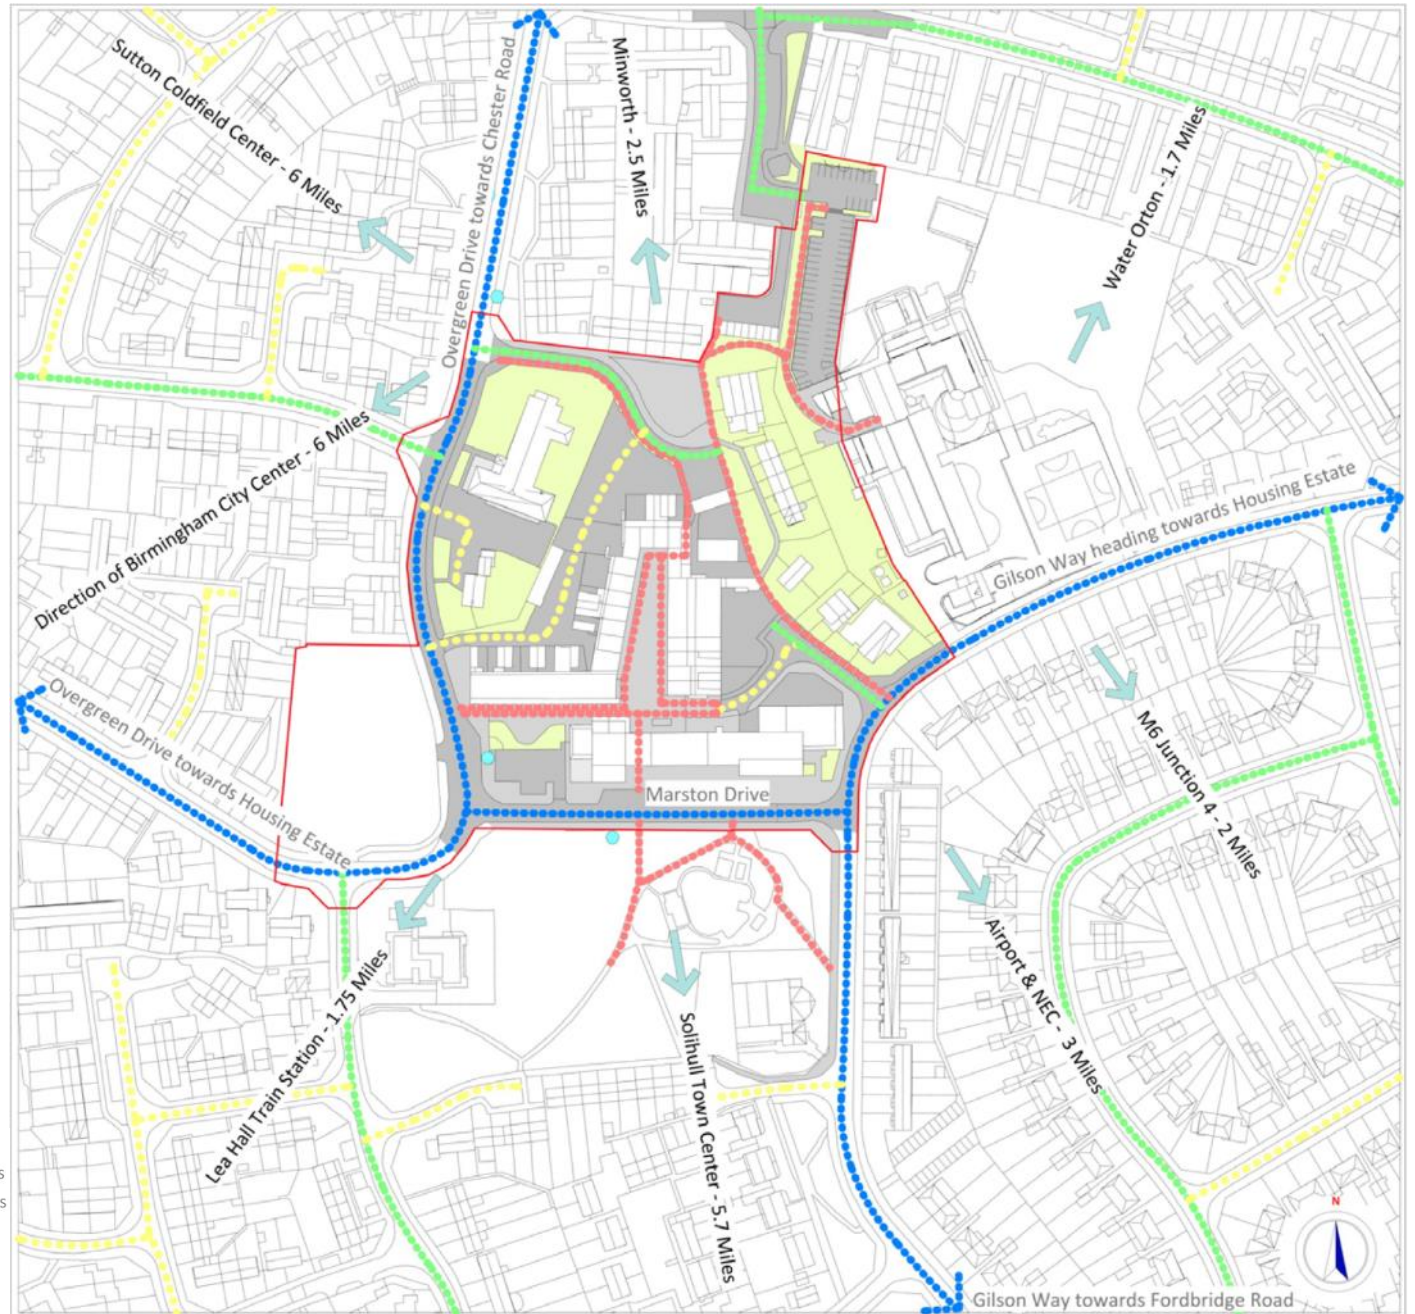 Sutton Coldfield Center - 6 Miles
Overgreen Drive towards Chester Road
Minworth - 2.5 Miles
Water Orton - 1.7 Miles
Direction of Birmingham City Center - 6 Miles
Gilson Way heading towards Housing Estate
Overgreen Drive towards Housing Estate
M6 Junction 4 - 2 Miles
Marston Drive
Airport & NEC - 3 Miles
Lea Hall Train Station - 1.75 Miles
Solihull Town Center - 5.7 Miles
s
s
N
Gilson Way towards Fordbridge Road